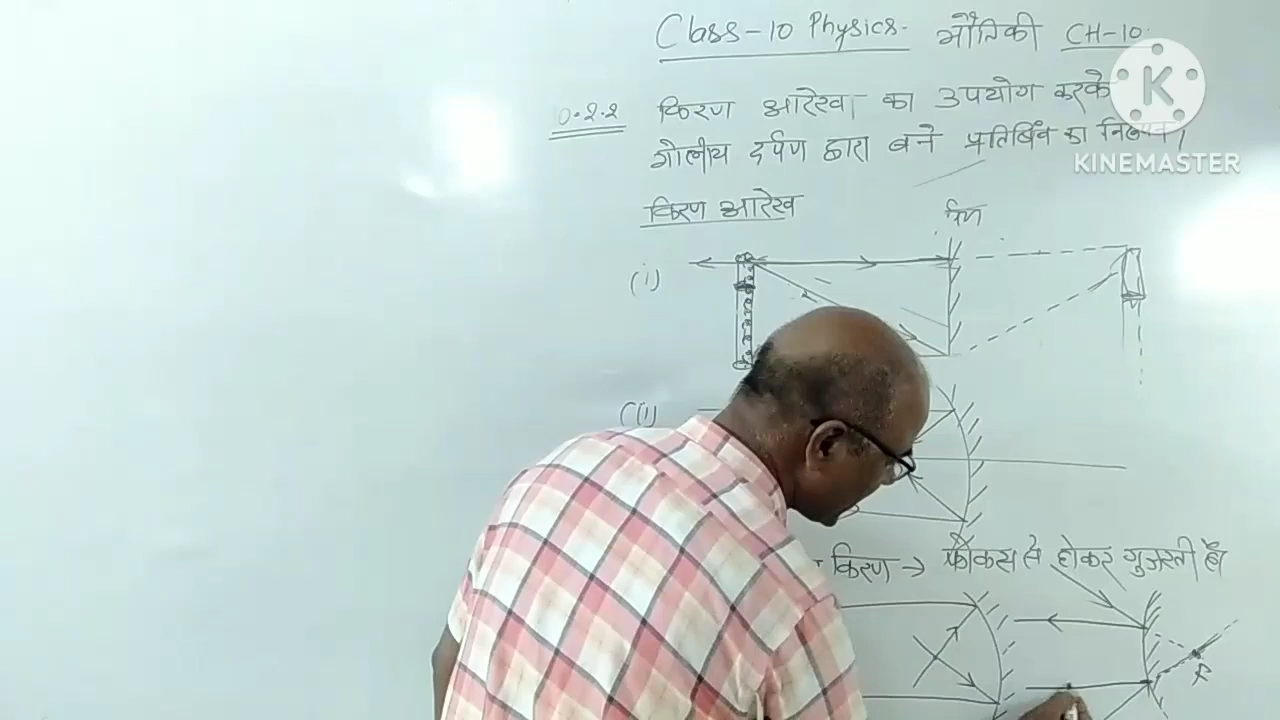 Class-10 Physics. भौतिकी CH-10.
0.2.2 किरण आरेख का उपयोग करके
गोलीय दर्पण द्वारा बने प्रतिबिंब का
K
KINEMASTER
किरण आरेख
(i)
(ii)
किरण → फोकस से होकर गुजरती है
F